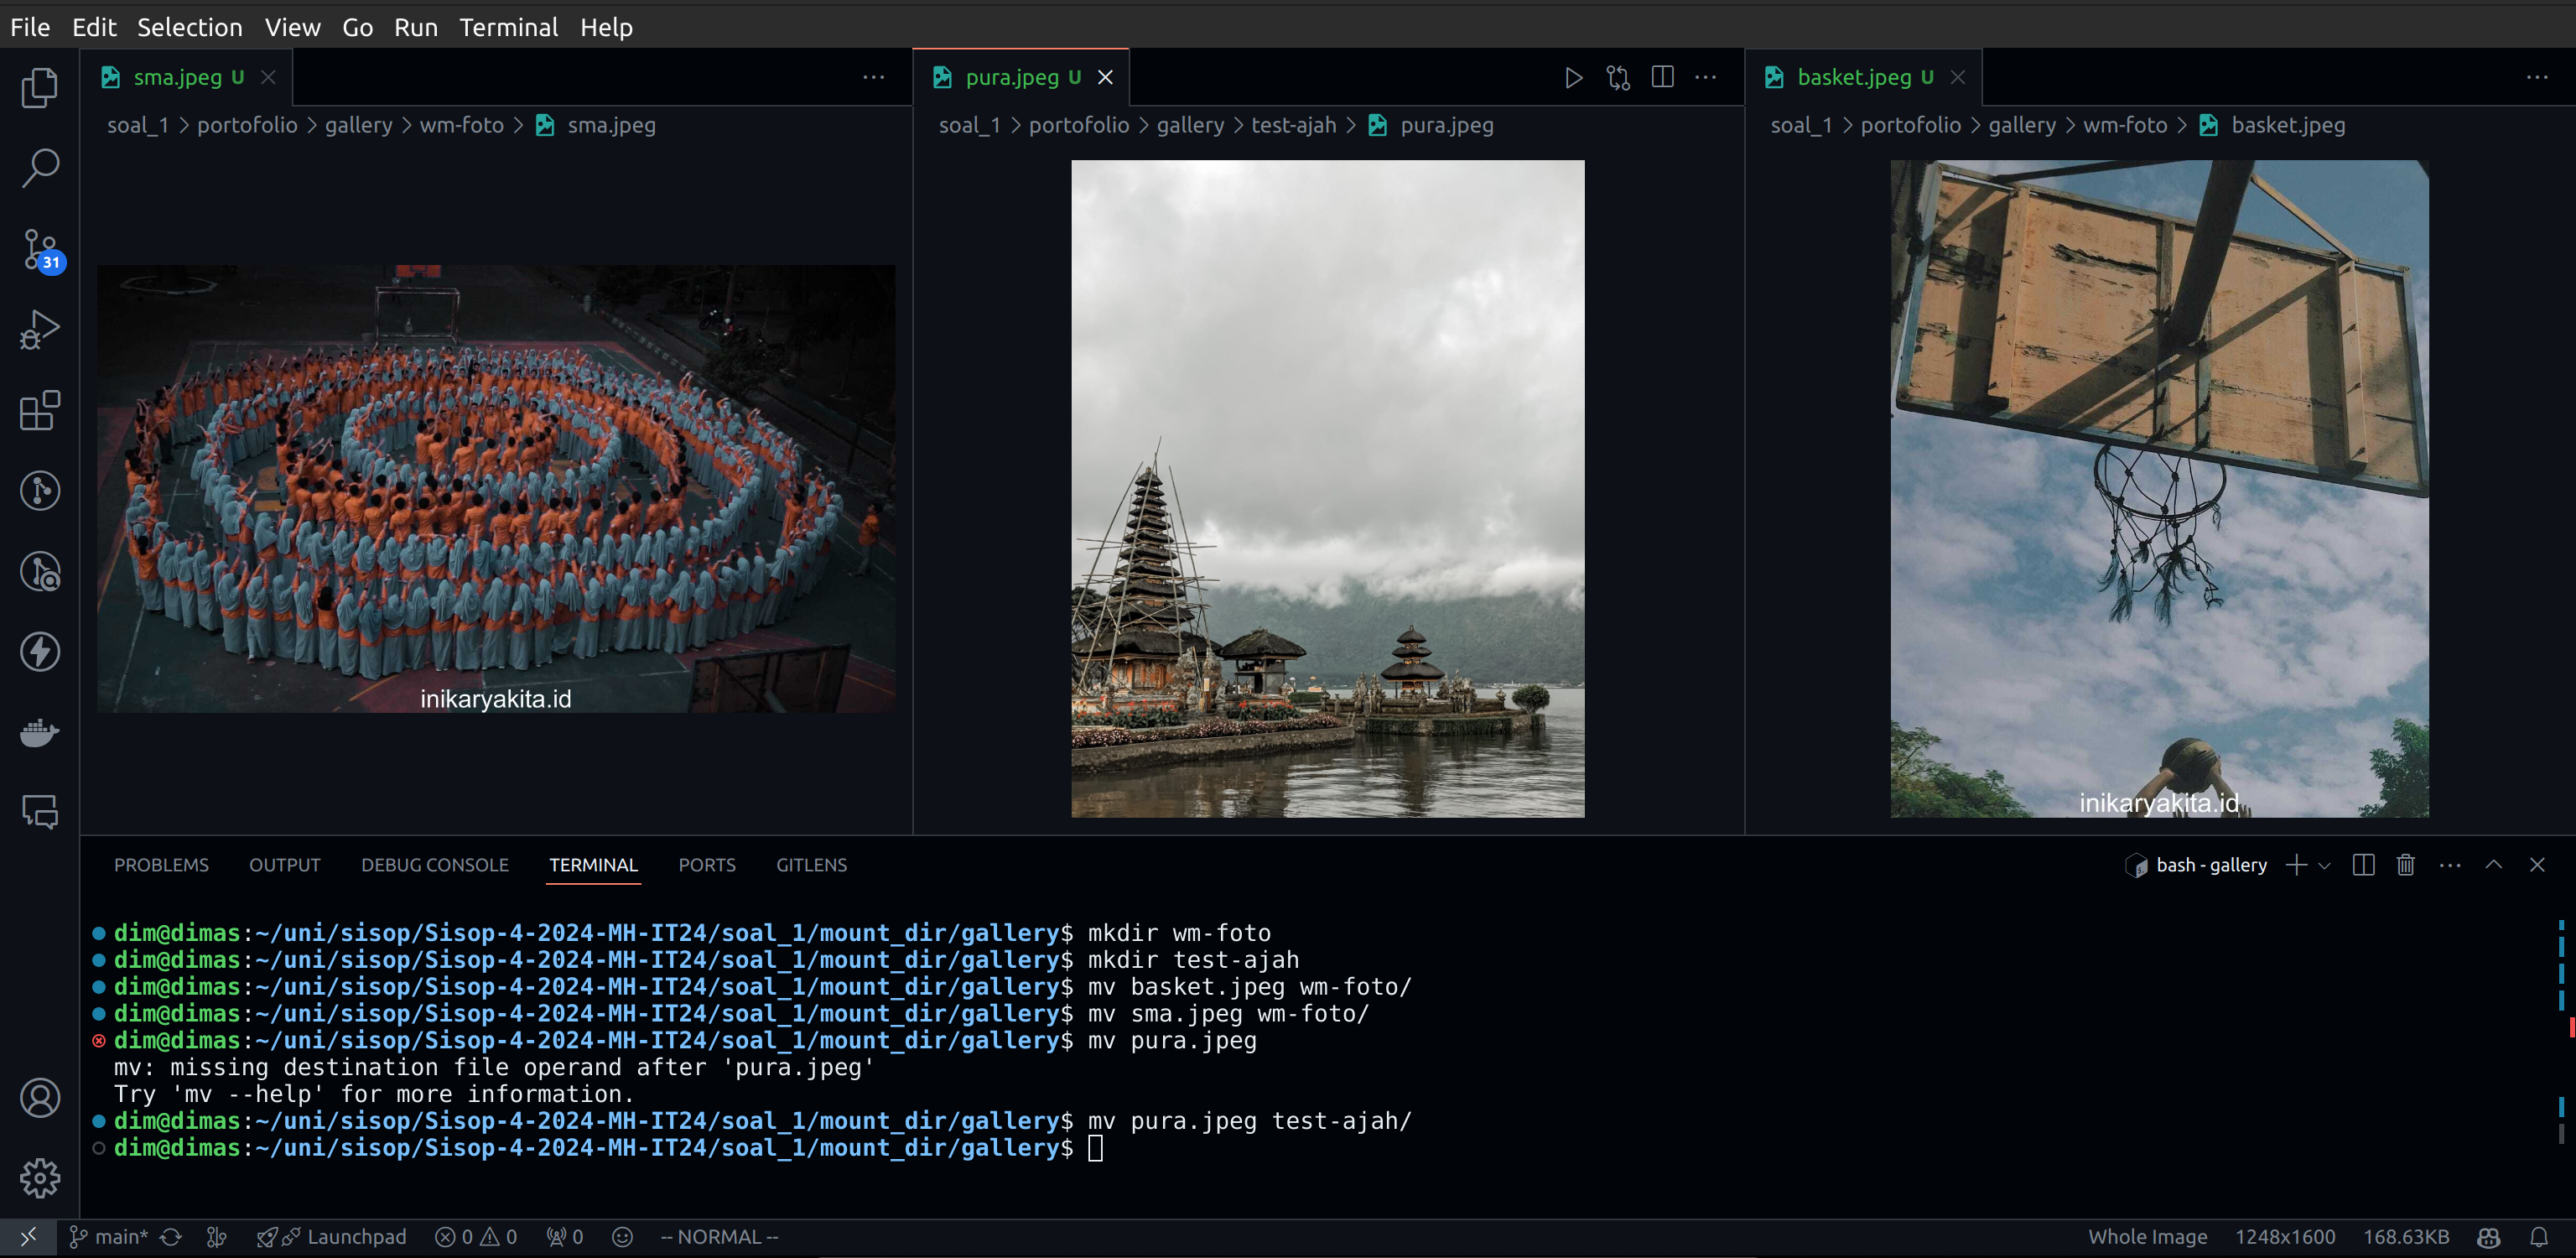 File Edit Selection View Go Run Terminal Help
sma.jpeg U
pura.jpeg U
basket.jpeg U
soal_1 > portofolio > gallery > wm-foto > sma.jpeg
soal_1 > portofolio > gallery > test-ajah > pura.jpeg
soal_1 > portofolio > gallery > wm-foto > basket.jpeg
31
inikaryakita.id
inikaryakita.id
PROBLEMS OUTPUT DEBUG CONSOLE TERMINAL PORTS GITLENS
bash - gallery
dim@dimas:~/uni/sisop/Sisop-4-2024-MH-IT24/soal_1/mount_dir/gallery$ mkdir wm-foto
dim@dimas:~/uni/sisop/Sisop-4-2024-MH-IT24/soal_1/mount_dir/gallery$ mkdir test-ajah
dim@dimas:~/uni/sisop/Sisop-4-2024-MH-IT24/soal_1/mount_dir/gallery$ mv basket.jpeg wm-foto/
dim@dimas:~/uni/sisop/Sisop-4-2024-MH-IT24/soal_1/mount_dir/gallery$ mv sma.jpeg wm-foto/
dim@dimas:~/uni/sisop/Sisop-4-2024-MH-IT24/soal_1/mount_dir/gallery$ mv pura.jpeg
mv: missing destination file operand after 'pura.jpeg'
Try 'mv --help' for more information.
dim@dimas:~/uni/sisop/Sisop-4-2024-MH-IT24/soal_1/mount_dir/gallery$ mv pura.jpeg test-ajah/
dim@dimas:~/uni/sisop/Sisop-4-2024-MH-IT24/soal_1/mount_dir/gallery$
main* Launchpad 0 0 0 -- NORMAL -- Whole Image 1248x1600 168.63KB